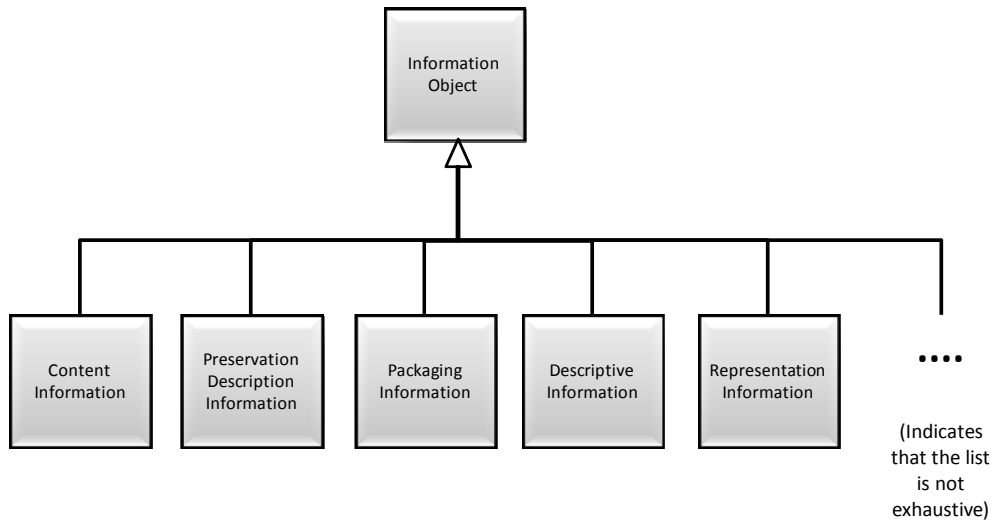 Information
Object
Content
Information
Preservation
Description
Information
Packaging
Information
Descriptive
Information
Representation
Information
....
(Indicates
that the list
is not
exhaustive)